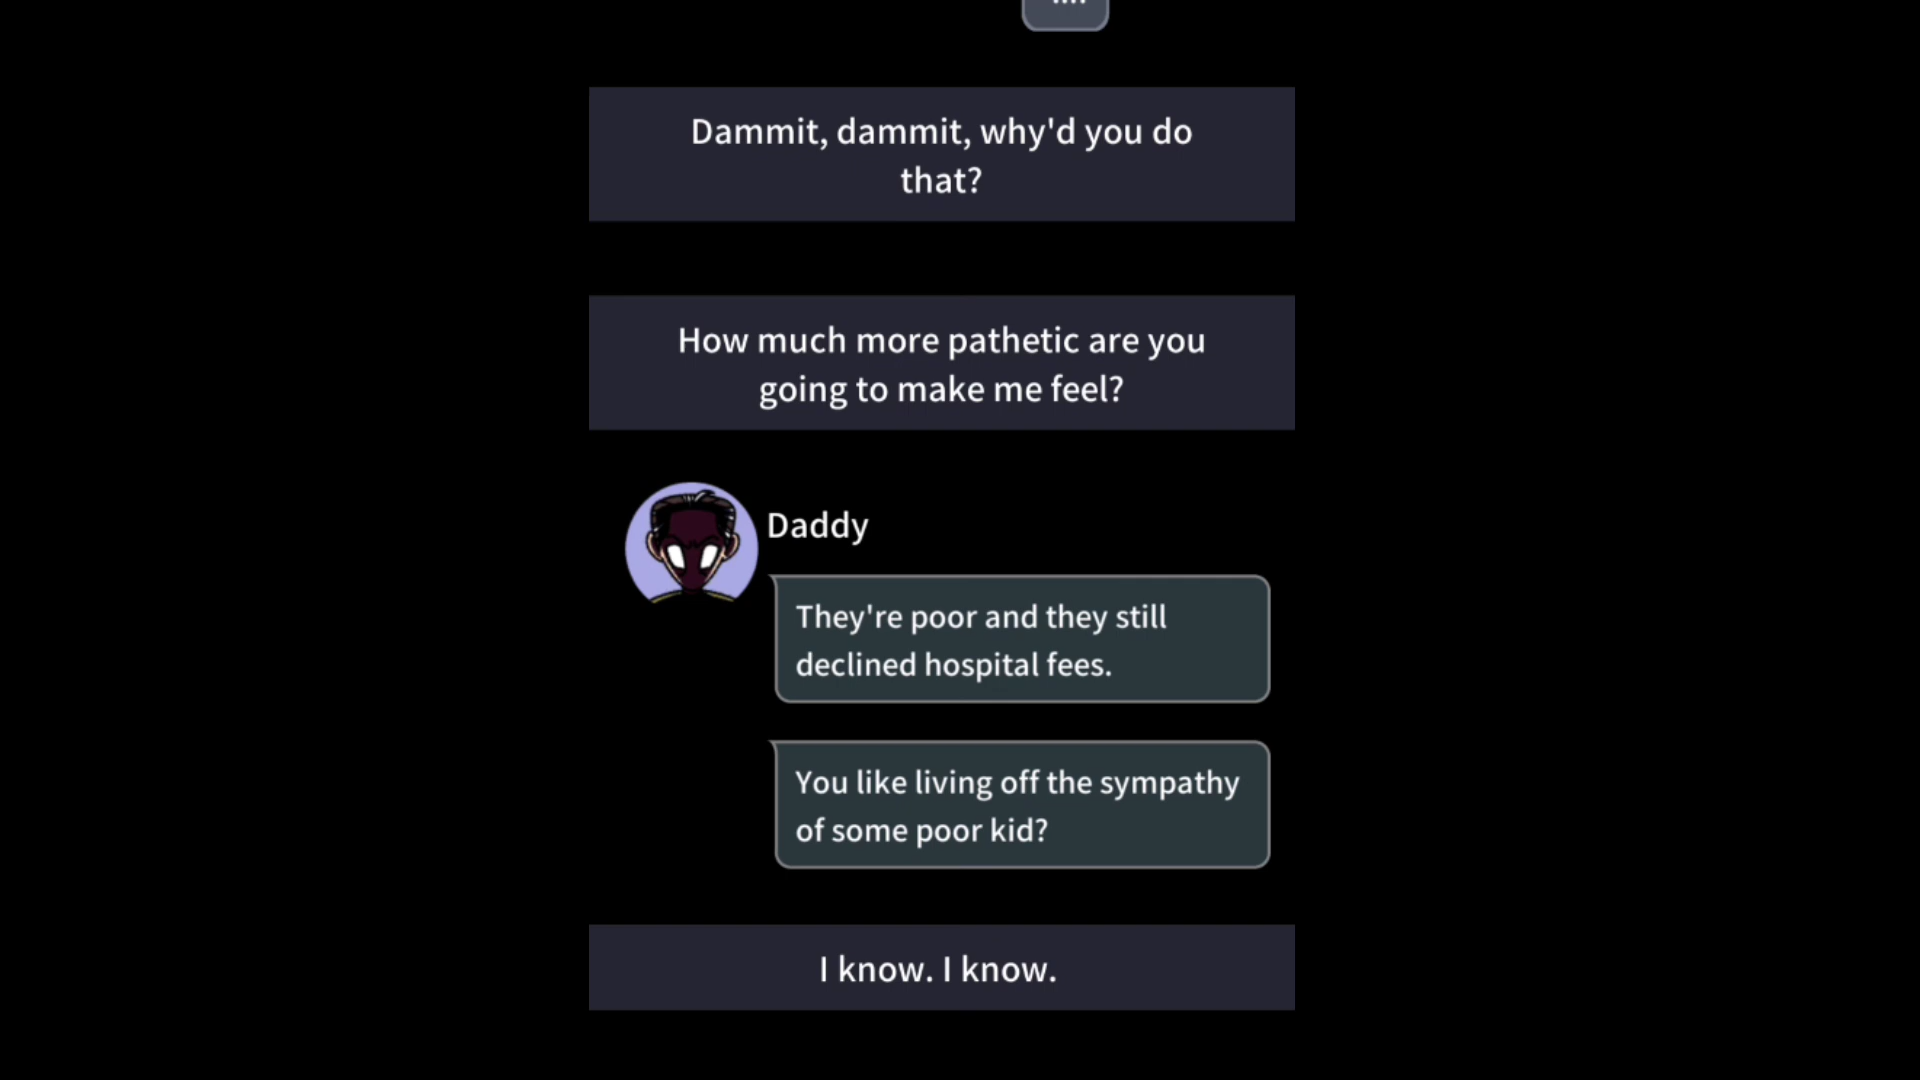 Dammit, dammit, why'd you do
that?
How much more pathetic are you
going to make me feel?
Daddy
They're poor and they still
declined hospital fees.
You like living off the sympathy
of some poor kid?
I know. I know.